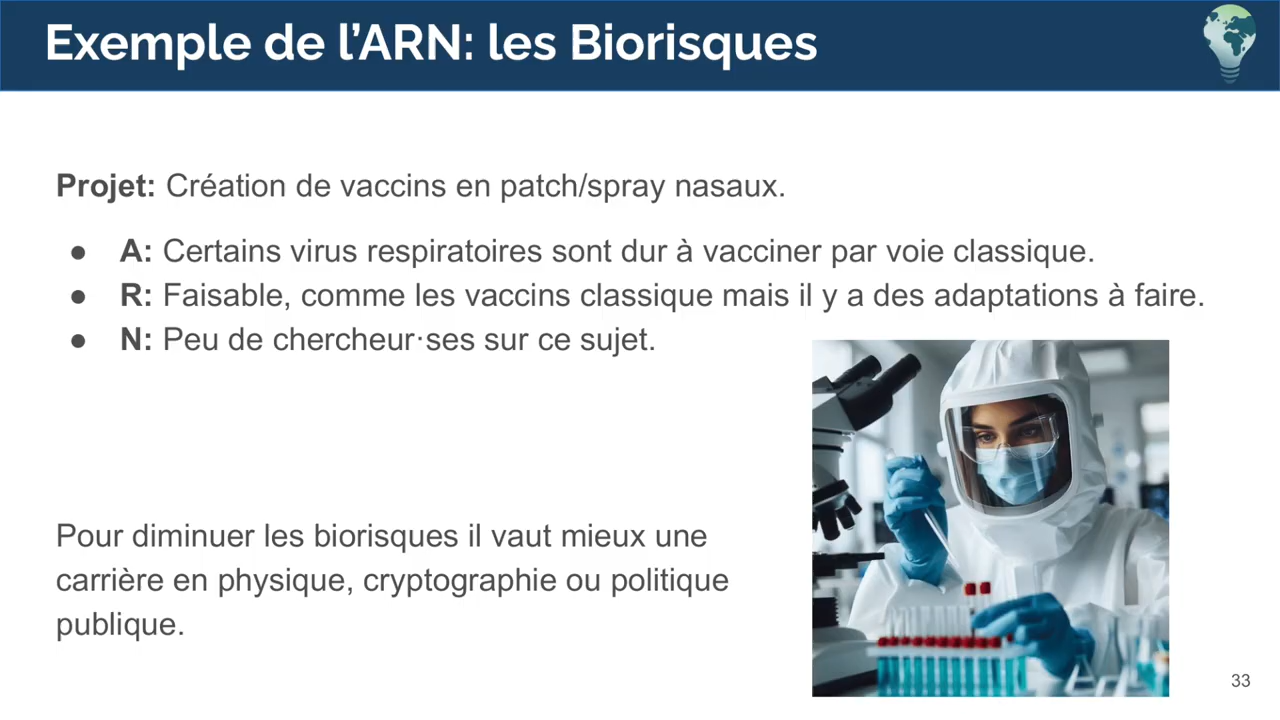 Exemple de l’ARN: les Biorisques
Projet: Création de vaccins en patch/spray nasaux.
● A: Certains virus respiratoires sont dur à vacciner par voie classique.
● R: Faisable, comme les vaccins classique mais il y a des adaptations à faire.
● N: Peu de chercheur·ses sur ce sujet.
Pour diminuer les biorisques il vaut mieux une
carrière en physique, cryptographie ou politique
publique.
33